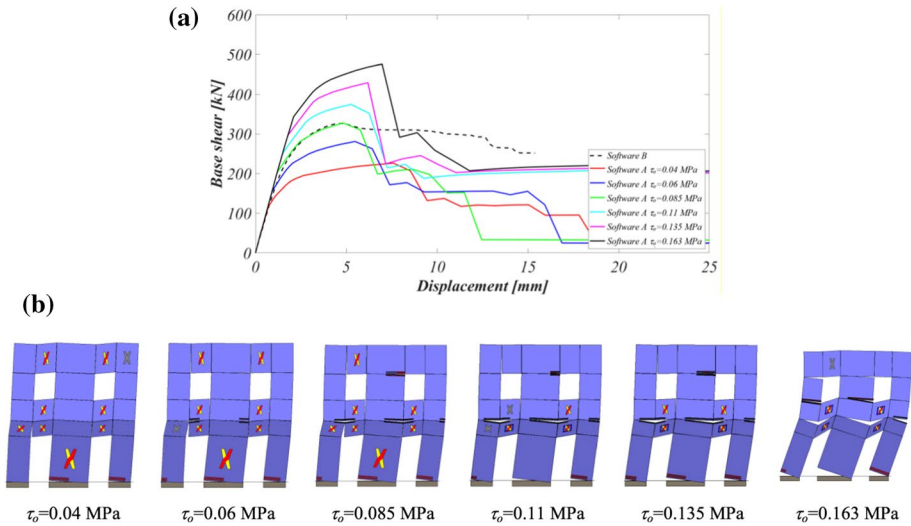 (a)
600
500
400
300
200
100
0
Base shear [kN]
0 5 10 15 20 25
Displacement [mm]
Software B
Software A τo=0.04 MPa
Software A τo=0.06 MPa
Software A τo=0.085 MPa
Software A τo=0.11 MPa
Software A τo=0.135 MPa
Software A τo=0.163 MPa
(b)
τo=0.04 MPa τo=0.06 MPa τo=0.085 MPa τo=0.11 MPa τo=0.135 MPa τo=0.163 MPa